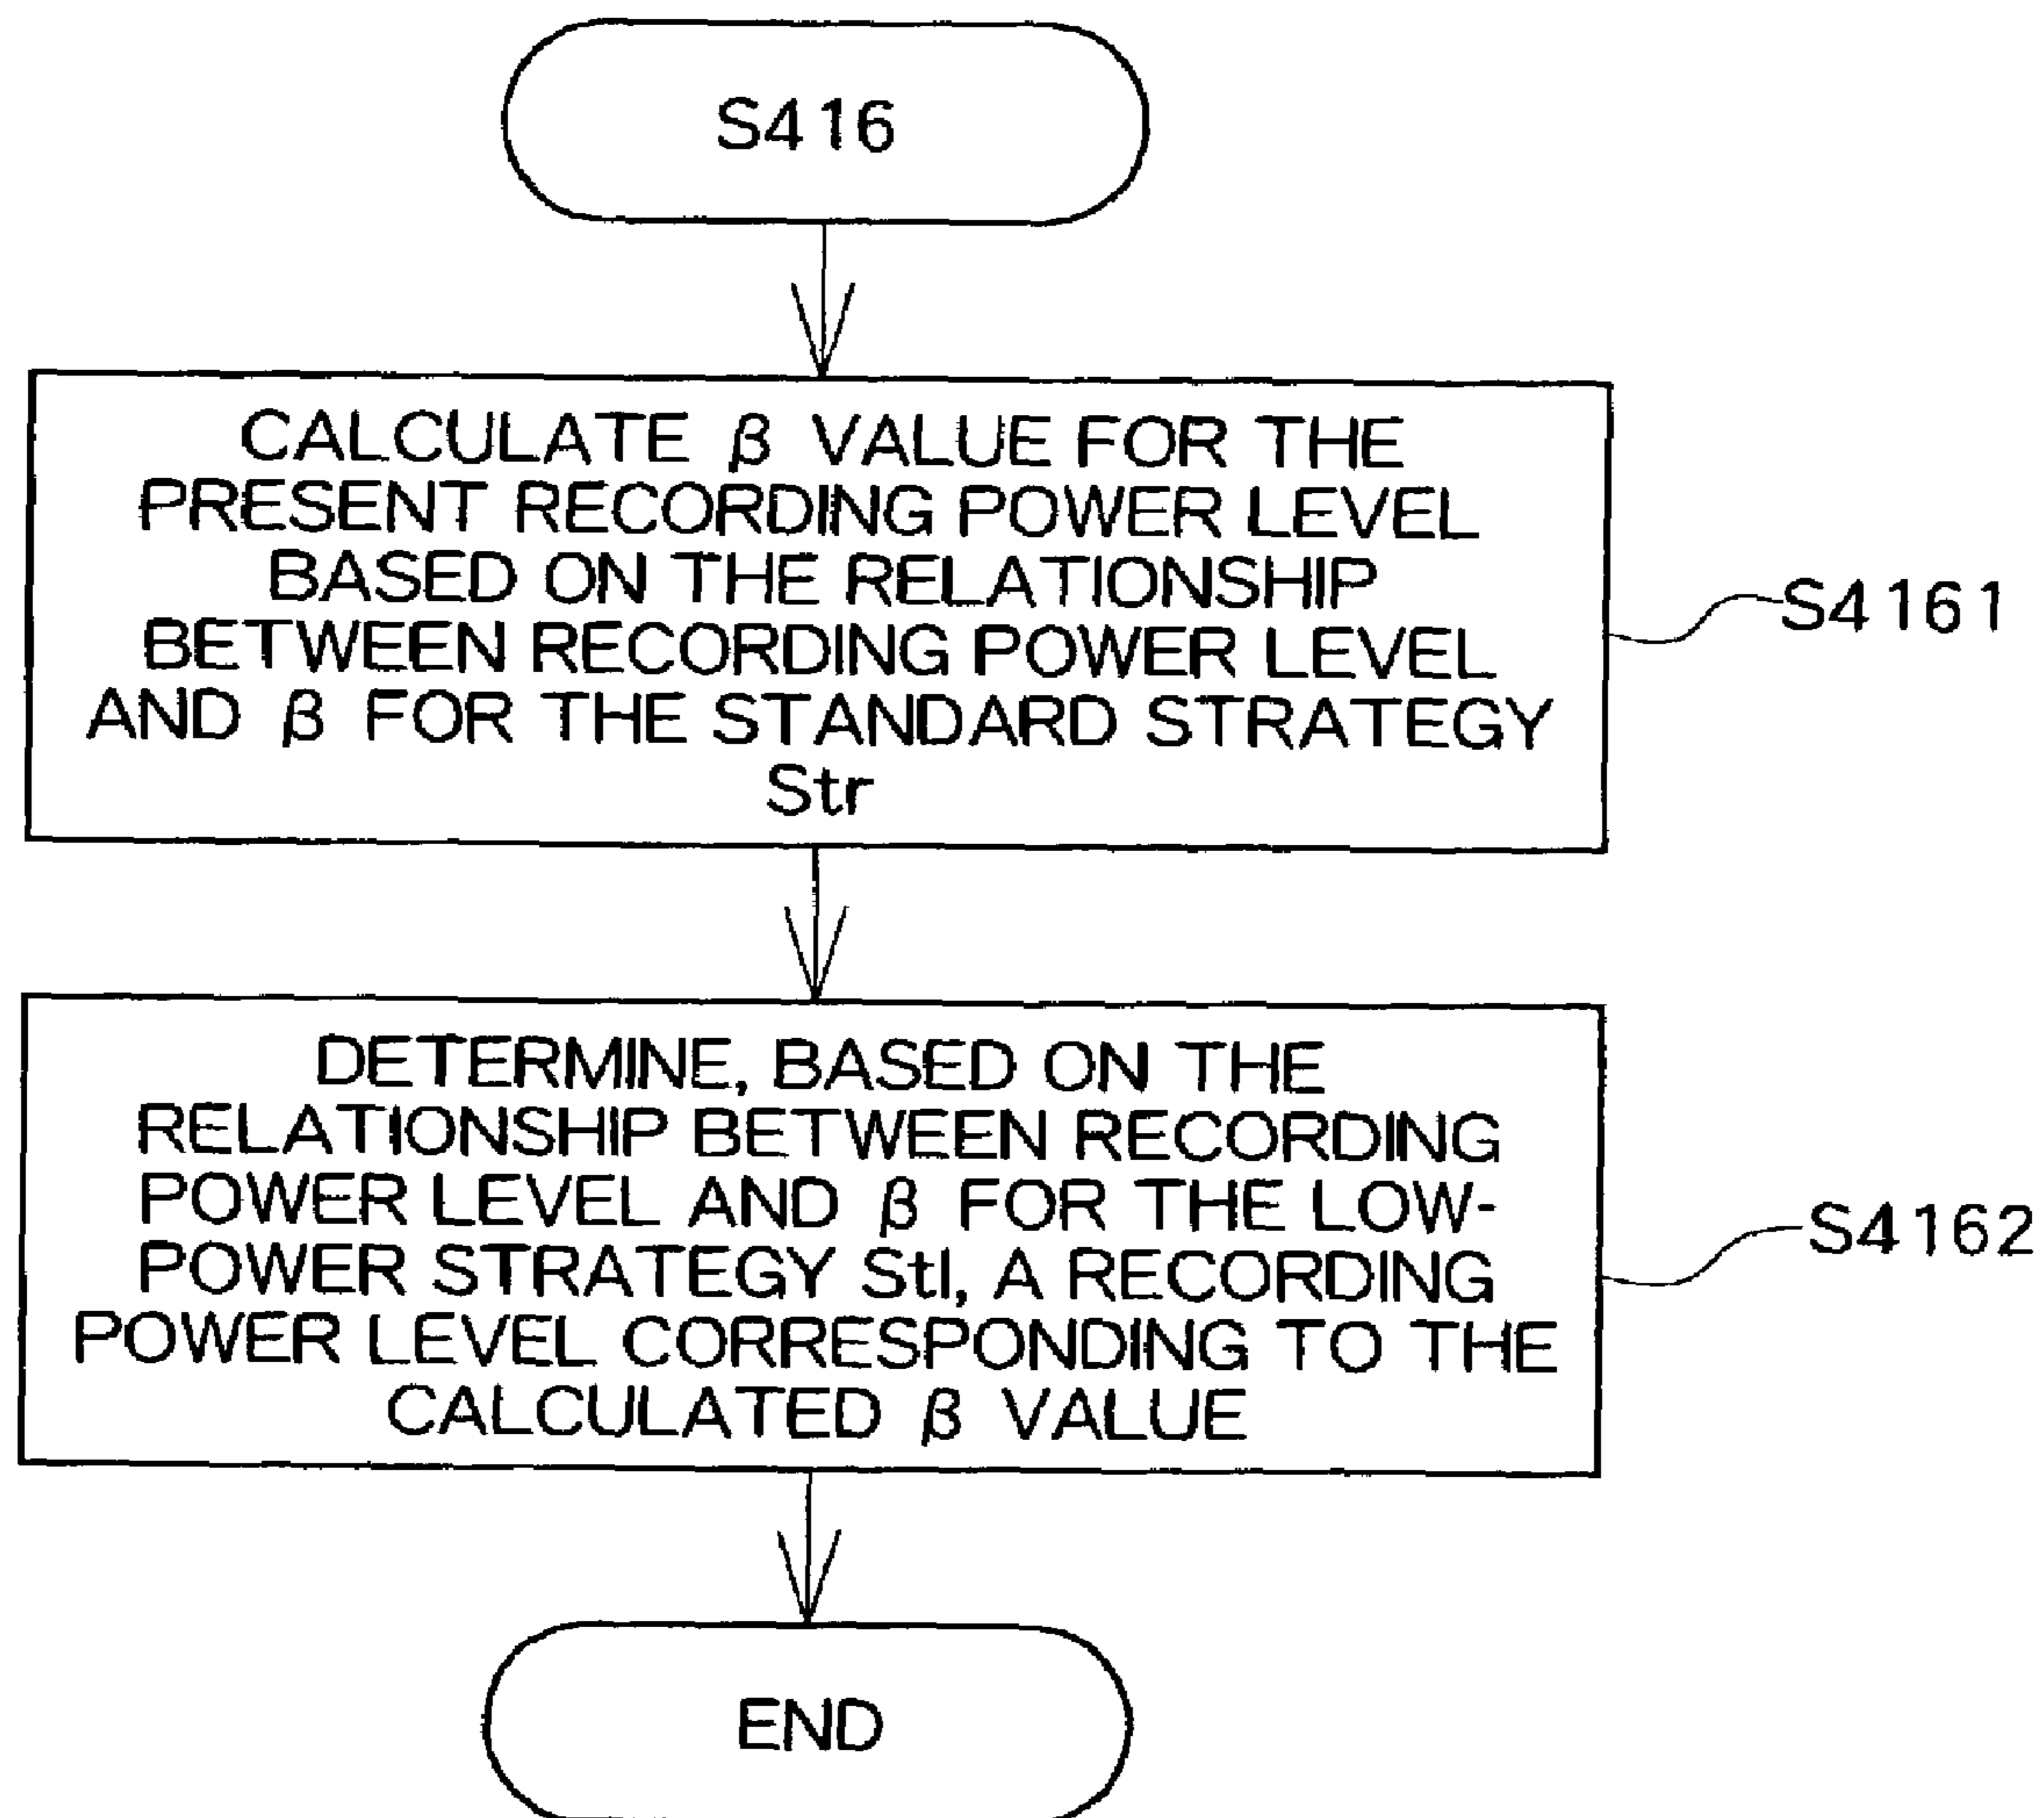 S416
CALCULATE β VALUE FOR THE
PRESENT RECORDING POWER LEVEL
BASED ON THE RELATIONSHIP
BETWEEN RECORDING POWER LEVEL
AND β FOR THE STANDARD STRATEGY
Str
S4161
DETERMINE, BASED ON THE
RELATIONSHIP BETWEEN RECORDING
POWER LEVEL AND β FOR THE LOW-
POWER STRATEGY Stl, A RECORDING
POWER LEVEL CORRESPONDING TO THE
CALCULATED β VALUE
S4162
END